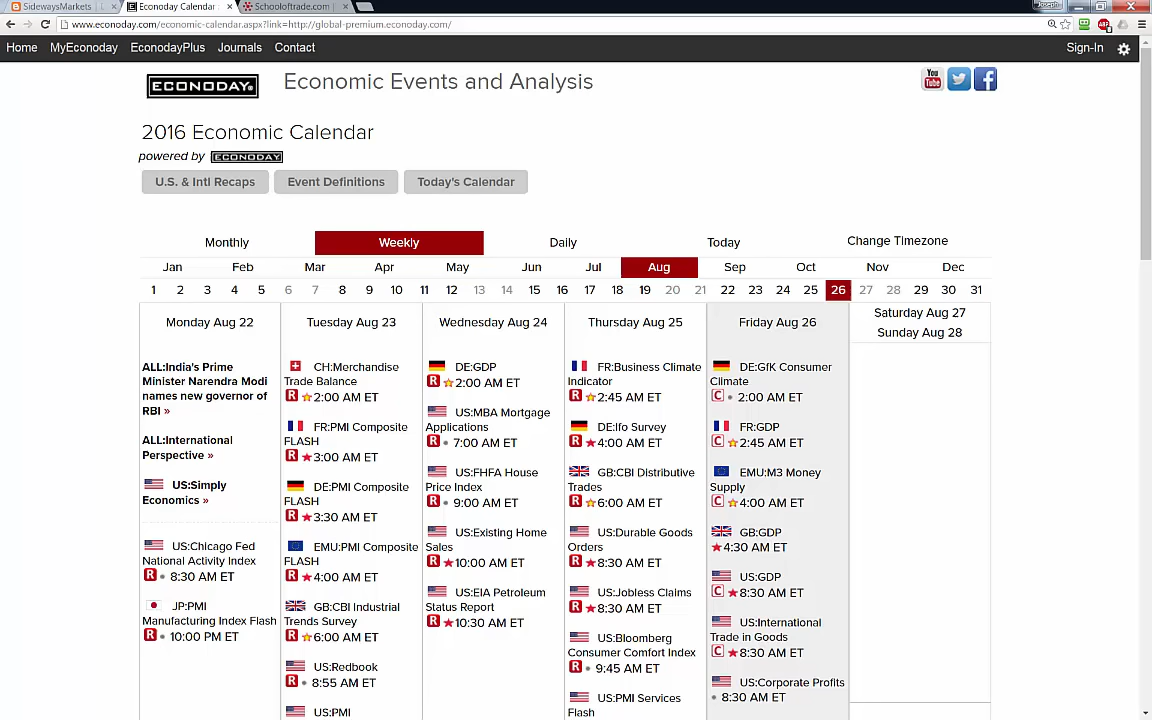 SidewaysMarkets
Econoday Calendar
Schooloftrade.com |
Joseph
www.econoday.com/economic-calendar.aspx?link=http://global-premium.econoday.com/
ABP
Home MyEconoday EconodayPlus Journals Contact Sign-In
ECONODAY Economic Events and Analysis
You Tube
2016 Economic Calendar
powered by ECONODAY
U.S. & Intl Recaps Event Definitions Today's Calendar
Monthly Weekly Daily Today Change Timezone
Jan Feb Mar Apr May Jun Jul Aug Sep Oct Nov Dec
1 2 3 4 5 6 7 8 9 10 11 12 13 14 15 16 17 18 19 20 21 22 23 24 25 26 27 28 29 30 31
Monday Aug 22
ALL:India's Prime
Minister Narendra Modi
names new governor of
RBI »
ALL:International
Perspective »
US:Simply
Economics »
US:Chicago Fed
National Activity Index
R 8:30 AM ET
JP:PMI
Manufacturing Index Flash
R 10:00 PM ET
Tuesday Aug 23
CH:Merchandise
Trade Balance
R 2:00 AM ET
FR:PMI Composite
FLASH
R 3:00 AM ET
DE:PMI Composite
FLASH
R 3:30 AM ET
EMU:PMI Composite
FLASH
R 4:00 AM ET
GB:CBI Industrial
Trends Survey
R 6:00 AM ET
US:Redbook
R 8:55 AM ET
US:PMI
Wednesday Aug 24
DE:GDP
R 2:00 AM ET
US:MBA Mortgage
Applications
R 7:00 AM ET
US:FHFA House
Price Index
R 9:00 AM ET
US:Existing Home
Sales
R 10:00 AM ET
US:EIA Petroleum
Status Report
R 10:30 AM ET
Thursday Aug 25
FR:Business Climate
Indicator
R 2:45 AM ET
DE:Ifo Survey
R 4:00 AM ET
GB:CBI Distributive
Trades
R 6:00 AM ET
US:Durable Goods
Orders
R 8:30 AM ET
US:Jobless Claims
R 8:30 AM ET
US:Bloomberg
Consumer Comfort Index
R 9:45 AM ET
US:PMI Services
Flash
Friday Aug 26
DE:GfK Consumer
Climate
C 2:00 AM ET
FR:GDP
C 2:45 AM ET
EMU:M3 Money
Supply
C 4:00 AM ET
GB:GDP
4:30 AM ET
US:GDP
C 8:30 AM ET
US:International
Trade in Goods
C 8:30 AM ET
US:Corporate Profits
8:30 AM ET
Saturday Aug 27
Sunday Aug 28